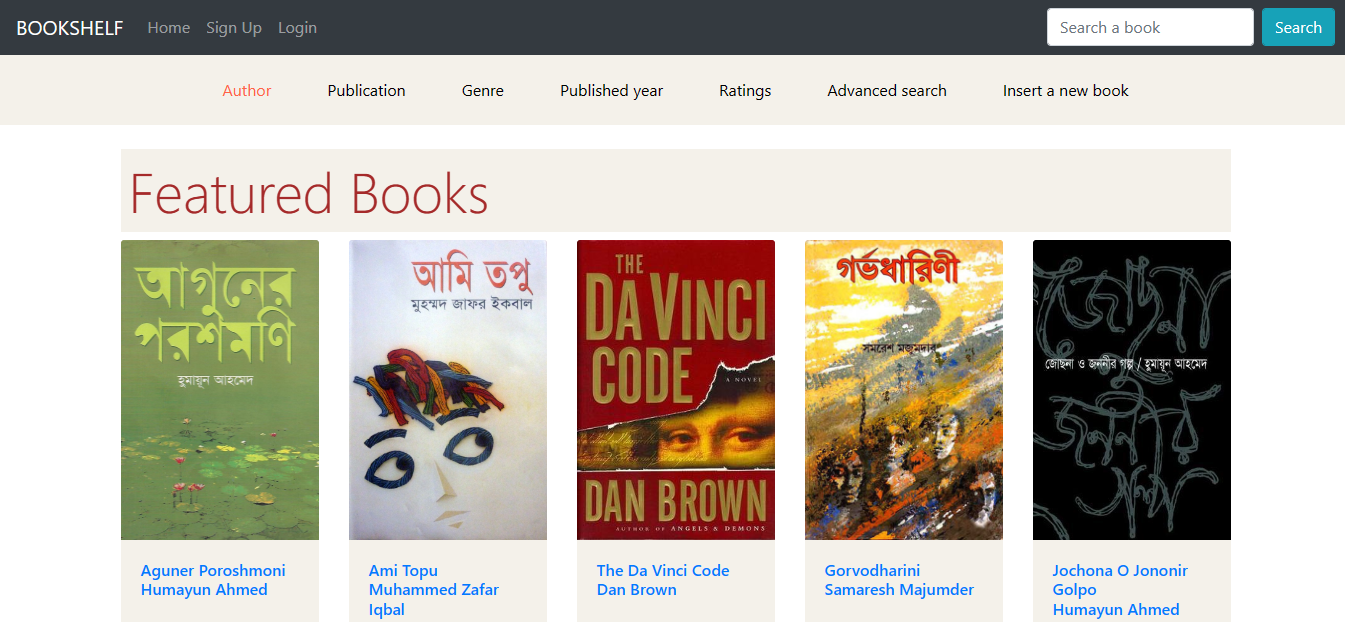 BOOKSHELF Home Sign Up Login Search a book Search
Author Publication Genre Published year Ratings Advanced search Insert a new book
Featured Books
আগুনের
পরশমণি
হুমায়ূন আহমেদ
আমি তপু
মুহম্মদ জাফর ইকবাল
THE
DA VINCI
CODE
A NOVEL
DAN BROWN
AUTHOR OF ANGELS & DEMONS
গর্ভধারিণী
সমরেশ মজুমদার
জোছনা
জোছনা ও জননীর গল্প / হুমায়ূন আহমেদ
জননীর
গল্প
Aguner Poroshmoni
Humayun Ahmed
Ami Topu
Muhammed Zafar
Iqbal
The Da Vinci Code
Dan Brown
Gorvodharini
Samaresh Majumder
Jochona O Jononir
Golpo
Humayun Ahmed